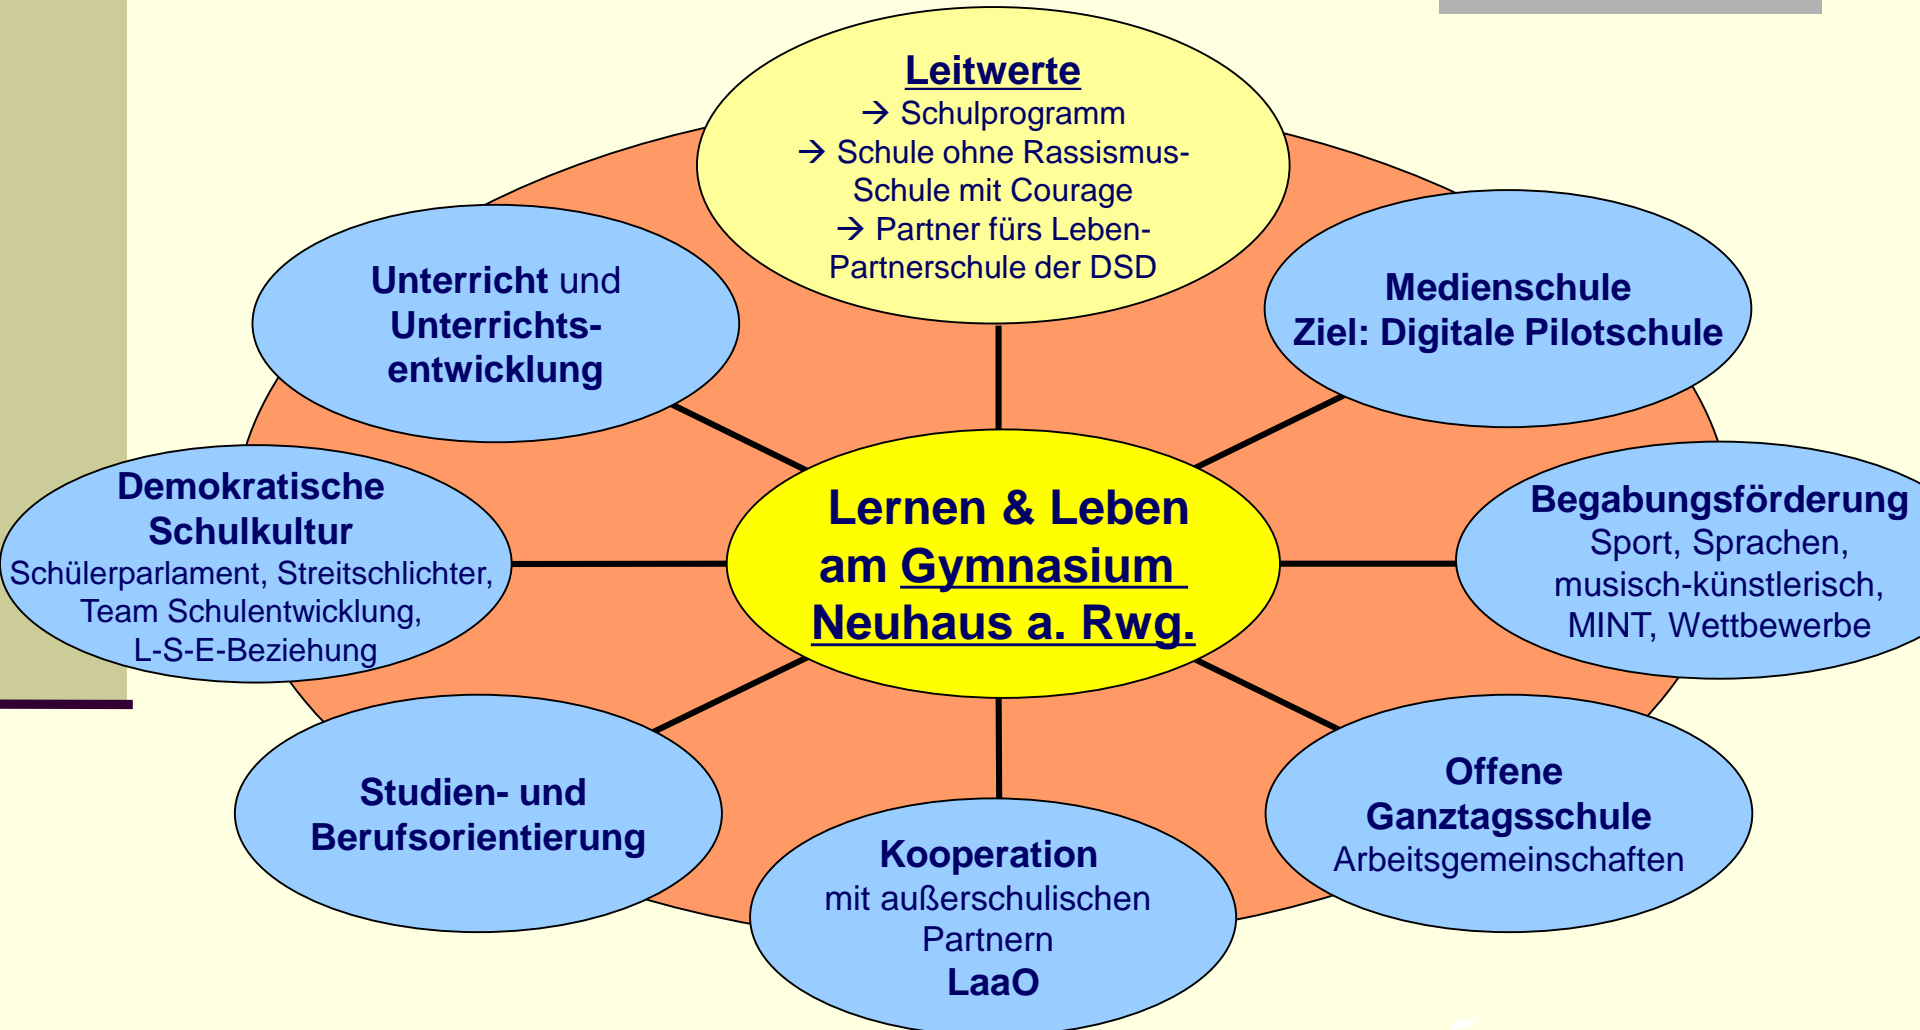 Leitwerte
→ Schulprogramm
→ Schule ohne Rassismus-
Schule mit Courage
→ Partner fürs Leben-
Partnerschule der DSD
Unterricht und
Unterrichts-
entwicklung
Medienschule
Ziel: Digitale Pilotschule
Demokratische
Schulkultur
Schülerparlament, Streitschlichter,
Team Schulentwicklung,
L-S-E-Beziehung
Lernen & Leben
am Gymnasium
Neuhaus a. Rwg.
Begabungsförderung
Sport, Sprachen,
musisch-künstlerisch,
MINT, Wettbewerbe
Studien- und
Berufsorientierung
Kooperation
mit außerschulischen
Partnern
LaaO
Offene
Ganztagsschule
Arbeitsgemeinschaften